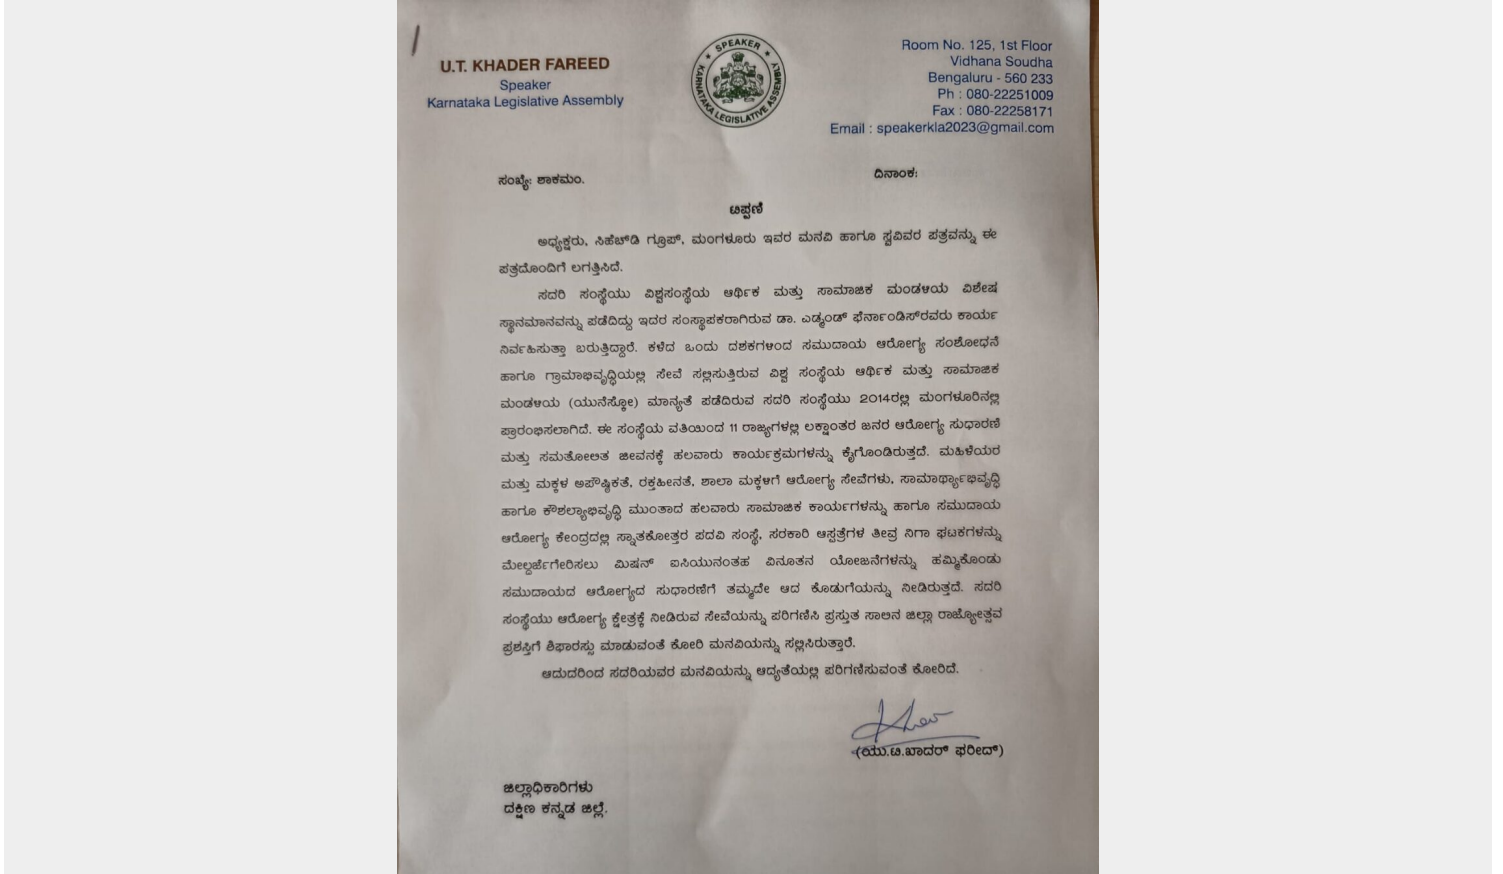 U.T. KHADER FAREED
Speaker
Karnataka Legislative Assembly
SPEAKER
KARNATAKA LEGISLATIVE ASSEMBLY
Room No. 125, 1st Floor
Vidhana Soudha
Bengaluru - 560 233
Ph : 080-22251009
Fax : 080-22258171
Email : speakerkla2023@gmail.com
ಸಂಖ್ಯೆ: ಶಾಕಮಂ.
ದಿನಾಂಕ:
ಟಿಪ್ಪಣಿ
ಅಧ್ಯಕ್ಷರು, ಸಿಹೆಚ್‌ಡಿ ಗ್ರೂಪ್, ಮಂಗಳೂರು ಇವರ ಮನವಿ ಹಾಗೂ ಸ್ವವಿವರ ಪತ್ರವನ್ನು ಈ
ಪತ್ರದೊಂದಿಗೆ ಲಗತ್ತಿಸಿದೆ.
ಸದರಿ ಸಂಸ್ಥೆಯು ವಿಶ್ವಸಂಸ್ಥೆಯ ಆರ್ಥಿಕ ಮತ್ತು ಸಾಮಾಜಿಕ ಮಂಡಳಿಯ ವಿಶೇಷ
ಸ್ಥಾನಮಾನವನ್ನು ಪಡೆದಿದ್ದು ಇದರ ಸಂಸ್ಥಾಪಕರಾಗಿರುವ ಡಾ. ಎಡ್ಮಂಡ್ ಫೆರ್ನಾಂಡಿಸ್‌ರವರು ಕಾರ್ಯ
ನಿರ್ವಹಿಸುತ್ತಾ ಬರುತ್ತಿದ್ದಾರೆ. ಕಳೆದ ಒಂದು ದಶಕಗಳಿಂದ ಸಮುದಾಯ ಆರೋಗ್ಯ ಸಂಶೋಧನೆ
ಹಾಗೂ ಗ್ರಾಮಾಭಿವೃದ್ಧಿಯಲ್ಲಿ ಸೇವೆ ಸಲ್ಲಿಸುತ್ತಿರುವ ವಿಶ್ವ ಸಂಸ್ಥೆಯ ಆರ್ಥಿಕ ಮತ್ತು ಸಾಮಾಜಿಕ
ಮಂಡಳಿಯ (ಯುನೆಸ್ಕೋ) ಮಾನ್ಯತೆ ಪಡೆದಿರುವ ಸದರಿ ಸಂಸ್ಥೆಯು 2014ರಲ್ಲಿ ಮಂಗಳೂರಿನಲ್ಲಿ
ಪ್ರಾರಂಭಿಸಲಾಗಿದೆ. ಈ ಸಂಸ್ಥೆಯ ವತಿಯಿಂದ 11 ರಾಜ್ಯಗಳಲ್ಲಿ ಲಕ್ಷಾಂತರ ಜನರ ಆರೋಗ್ಯ ಸುಧಾರಣೆ
ಮತ್ತು ಸಮತೋಲಿತ ಜೀವನಕ್ಕೆ ಹಲವಾರು ಕಾರ್ಯಕ್ರಮಗಳನ್ನು ಕೈಗೊಂಡಿರುತ್ತದೆ. ಮಹಿಳೆಯರ
ಮತ್ತು ಮಕ್ಕಳ ಅಪೌಷ್ಠಿಕತೆ, ರಕ್ತಹೀನತೆ, ಶಾಲಾ ಮಕ್ಕಳಿಗೆ ಆರೋಗ್ಯ ಸೇವೆಗಳು, ಸಾಮಾರ್ಥ್ಯಾಭಿವೃದ್ಧಿ
ಹಾಗೂ ಕೌಶಲ್ಯಾಭಿವೃದ್ಧಿ ಮುಂತಾದ ಹಲವಾರು ಸಾಮಾಜಿಕ ಕಾರ್ಯಗಳನ್ನು ಹಾಗೂ ಸಮುದಾಯ
ಆರೋಗ್ಯ ಕೇಂದ್ರದಲ್ಲಿ ಸ್ನಾತಕೋತ್ತರ ಪದವಿ ಸಂಸ್ಥೆ, ಸರಕಾರಿ ಆಸ್ಪತ್ರೆಗಳ ತೀವ್ರ ನಿಗಾ ಘಟಕಗಳನ್ನು
ಮೇಲ್ದರ್ಜೆಗೇರಿಸಲು ಮಿಷನ್ ಐಸಿಯುನಂತಹ ವಿನೂತನ ಯೋಜನೆಗಳನ್ನು ಹಮ್ಮಿಕೊಂಡು
ಸಮುದಾಯದ ಆರೋಗ್ಯದ ಸುಧಾರಣೆಗೆ ತಮ್ಮದೇ ಆದ ಕೊಡುಗೆಯನ್ನು ನೀಡಿರುತ್ತದೆ. ಸದರಿ
ಸಂಸ್ಥೆಯು ಆರೋಗ್ಯ ಕ್ಷೇತ್ರಕ್ಕೆ ನೀಡಿರುವ ಸೇವೆಯನ್ನು ಪರಿಗಣಿಸಿ ಪ್ರಸ್ತುತ ಸಾಲಿನ ಜಿಲ್ಲಾ ರಾಜ್ಯೋತ್ಸವ
ಪ್ರಶಸ್ತಿಗೆ ಶಿಫಾರಸ್ಸು ಮಾಡುವಂತೆ ಕೋರಿ ಮನವಿಯನ್ನು ಸಲ್ಲಿಸಿರುತ್ತಾರೆ.
ಆದುದರಿಂದ ಸದರಿಯವರ ಮನವಿಯನ್ನು ಆದ್ಯತೆಯಲ್ಲಿ ಪರಿಗಣಿಸುವಂತೆ ಕೋರಿದೆ.
(ಯು.ಟಿ.ಖಾದರ್ ಫರೀದ್)
ಜಿಲ್ಲಾಧಿಕಾರಿಗಳು
ದಕ್ಷಿಣ ಕನ್ನಡ ಜಿಲ್ಲೆ.